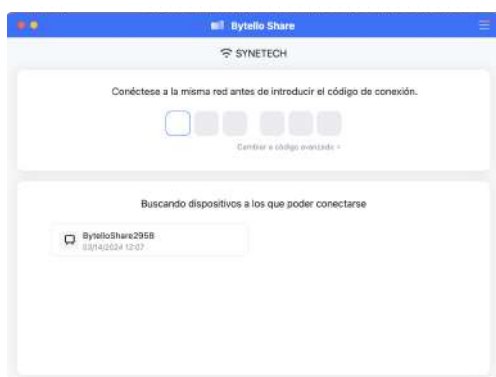 Bytello Share
SYNETECH
Conéctese a la misma red antes de introducir el código de conexión.
Cambiar a código avanzado >
Buscando dispositivos a los que poder conectarse
BytelloShare2958
03/14/2024 12:07